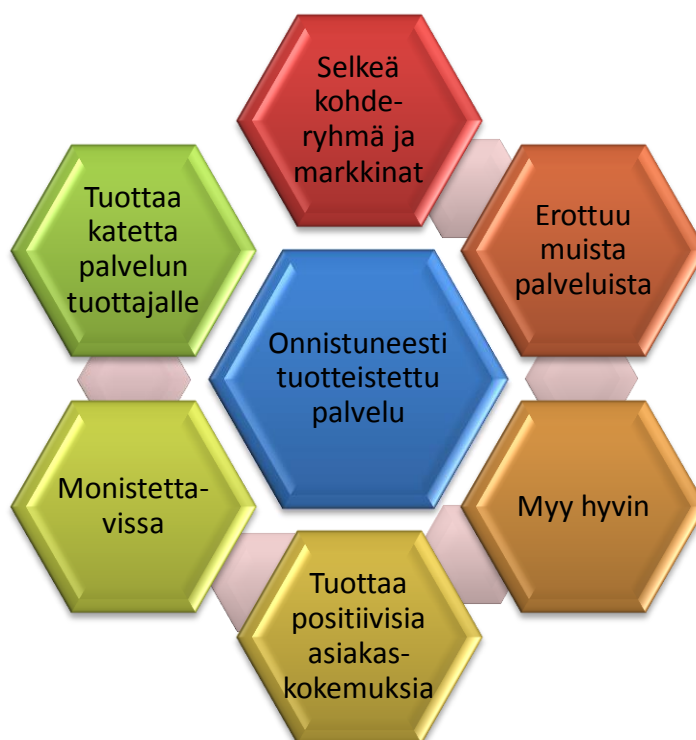 Selkeä
kohde-
ryhmä ja
markkinat
Erottuu
muista
palveluista
Myy hyvin
Tuottaa
positiivisia
asiakas-
kokemuksia
Monistetta-
vissa
Tuottaa
katetta
palvelun
tuottajalle
Onnistuneesti
tuotteistettu
palvelu